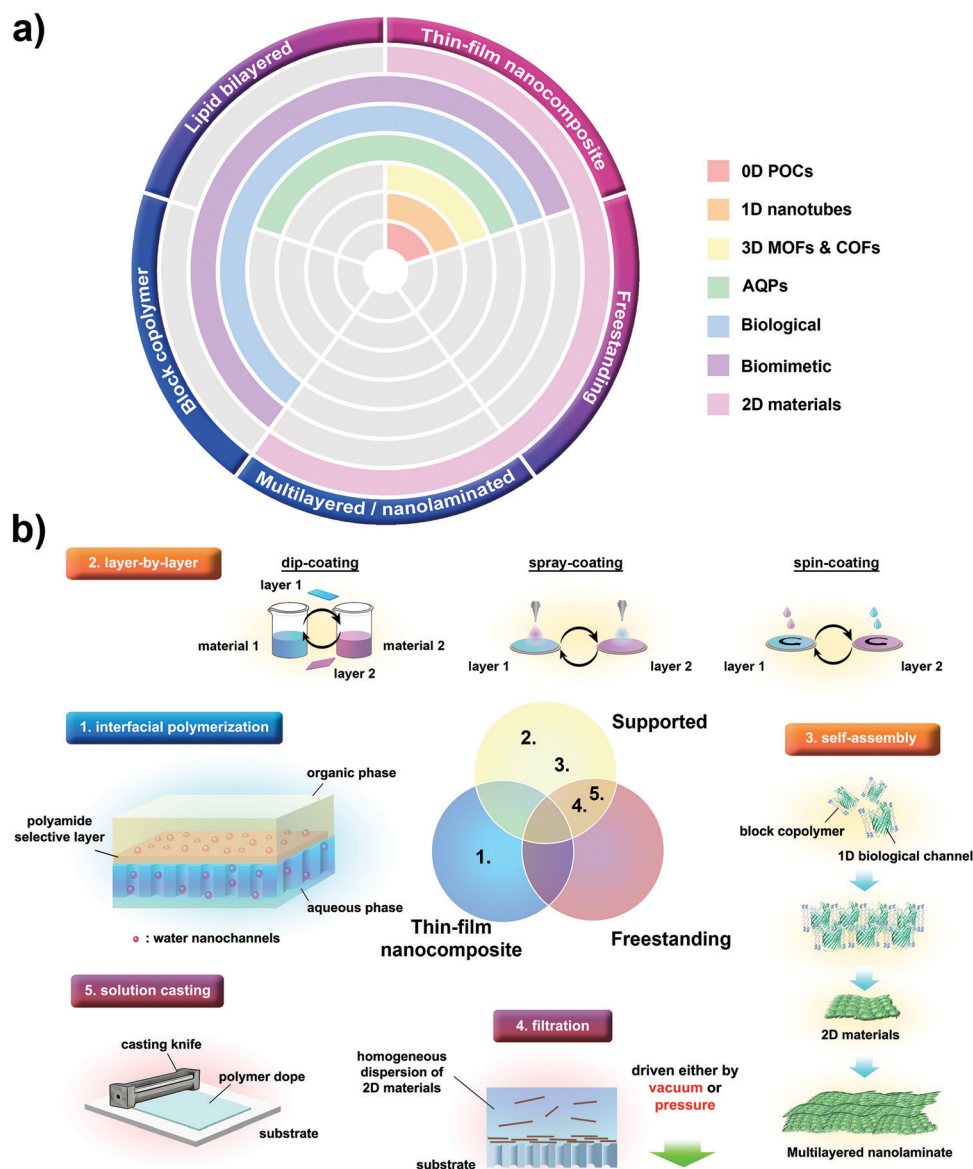 a)
Lipid bilayered
Thin-film nanocomposite
Block copolymer
Freestanding
Multilayered / nanolaminated
0D POCs
1D nanotubes
3D MOFs & COFs
AQPs
Biological
Biomimetic
2D materials
b)
2. layer-by-layer
dip-coating
layer 1
material 1
material 2
layer 2
spray-coating
layer 1
layer 2
spin-coating
layer 1
layer 2
1. interfacial polymerization
organic phase
polyamide
selective layer
aqueous phase
: water nanochannels
Supported
2.
3.
5.
4.
1.
Thin-film
nanocomposite
Freestanding
3. self-assembly
block copolymer
1D biological channel
2D materials
Multilayered nanolaminate
5. solution casting
casting knife
polymer dope
substrate
4. filtration
homogeneous
dispersion of
2D materials
substrate
driven either by
vacuum or
pressure